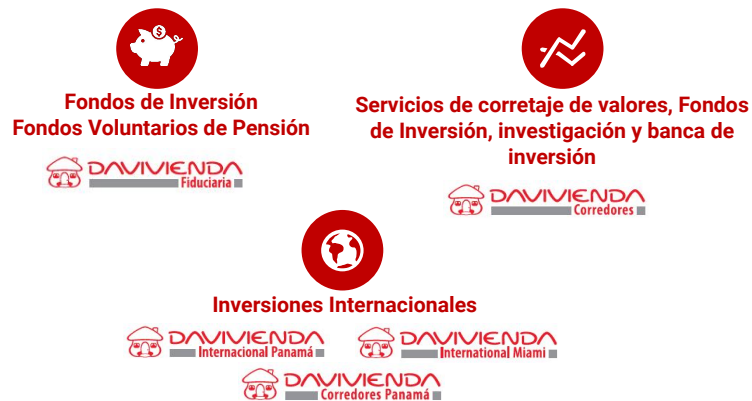 Fondos de Inversión
Fondos Voluntarios de Pensión
DAVIVIENDA
Fiduciaria
Servicios de corretaje de valores, Fondos
de Inversión, investigación y banca de
inversión
DAVIVIENDA
Corredores
Inversiones Internacionales
DAVIVIENDA
Internacional Panamá
DAVIVIENDA
International Miami
DAVIVIENDA
Corredores Panamá